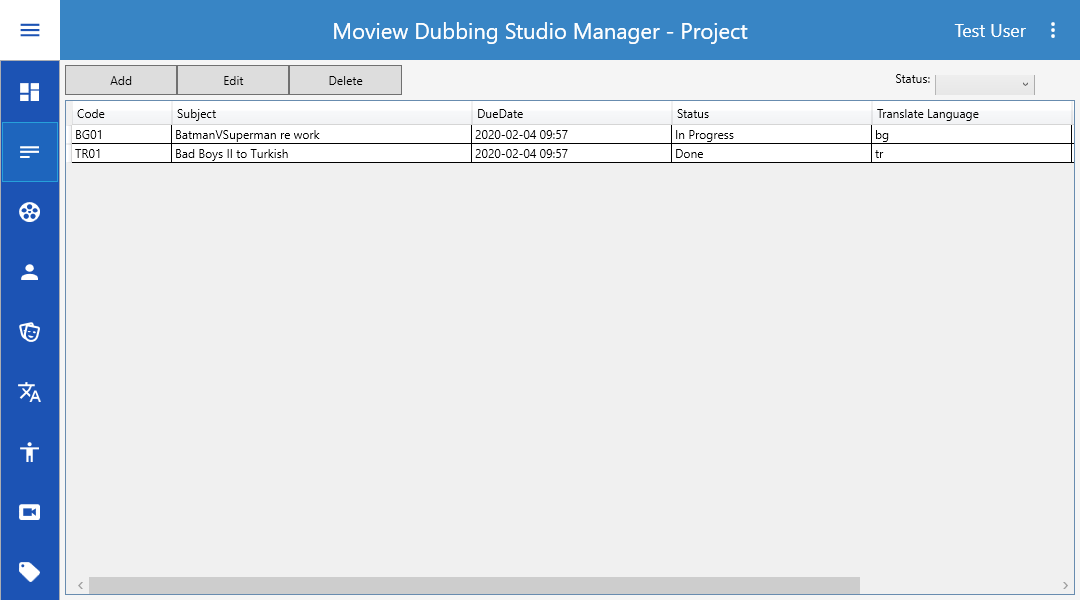 Moview Dubbing Studio Manager - Project
Test User
Add Edit Delete Status:
Code Subject DueDate Status Translate Language
BG01 BatmanVSuperman re work 2020-02-04 09:57 In Progress bg
TR01 Bad Boys II to Turkish 2020-02-04 09:57 Done tr